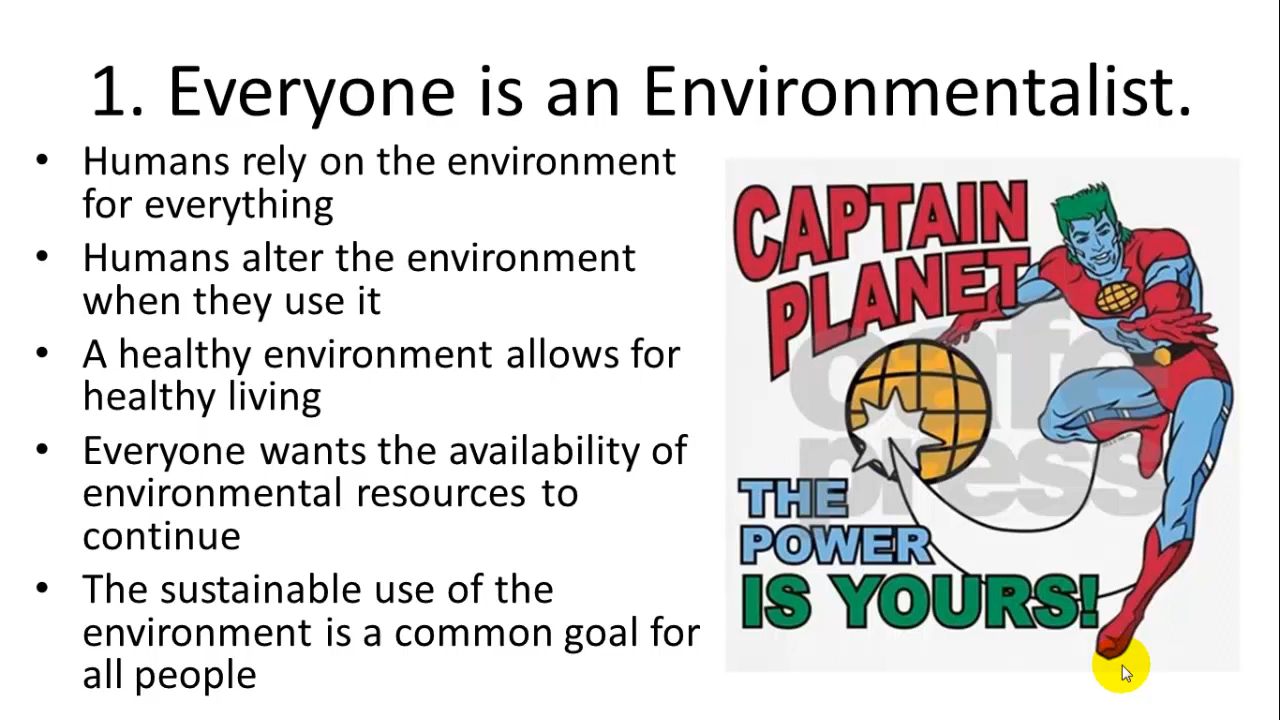 1. Everyone is an Environmentalist.
• Humans rely on the environment
for everything
• Humans alter the environment
when they use it
• A healthy environment allows for
healthy living
• Everyone wants the availability of
environmental resources to
continue
• The sustainable use of the
environment is a common goal for
all people
CAPTAIN
PLANET
cafe
press
THE
POWER
IS YOURS!